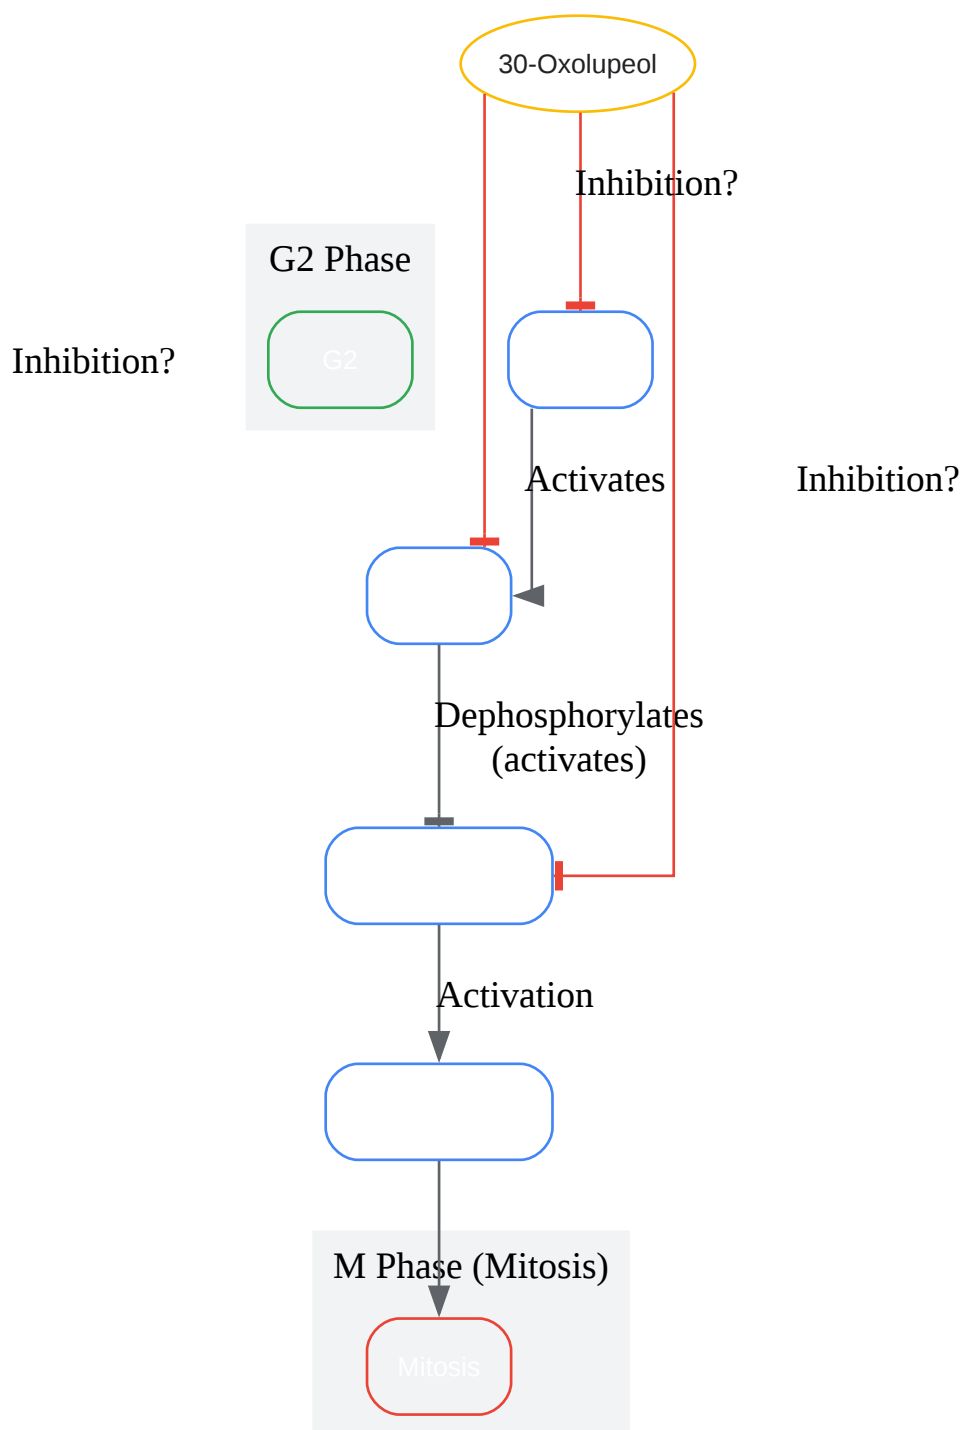 30-Oxolupeol
Inhibition?
G2 Phase
G2
Inhibition?
Activates
Inhibition?
Dephosphorylates
(activates)
Activation
M Phase (Mitosis)
Mitosis